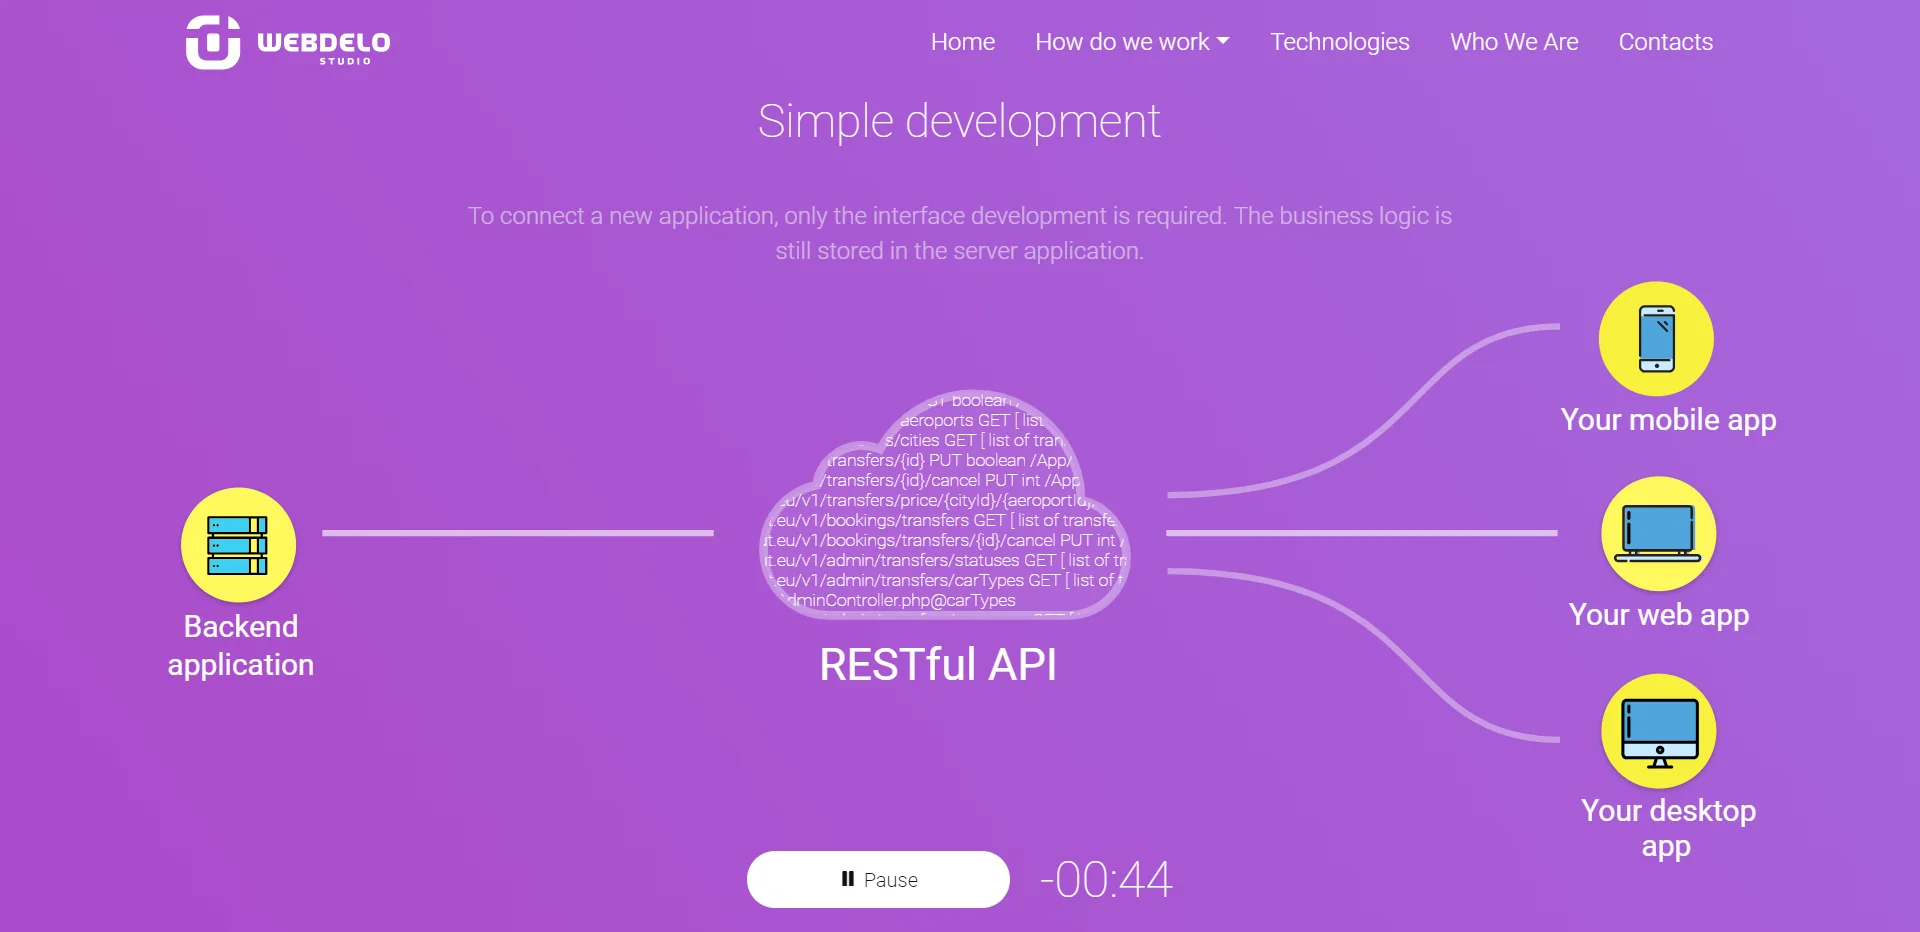 WEBDELO
STUDIO
Home How do we work Technologies Who We Are Contacts
Simple development
To connect a new application, only the interface development is required. The business logic is
still stored in the server application.
boolean
aeroports GET [ list
s/cities GET [ list of tran
transfers/{id} PUT boolean /App/
/transfers/{id}/cancel PUT int /App
eu/v1/transfers/price/{cityId}/{aeroportId}
t.eu/v1/bookings/transfers GET [ list of transfe
t.eu/v1/bookings/transfers/{id}/cancel PUT int /
t.eu/v1/admin/transfers/statuses GET [ list of tr
t.eu/v1/admin/transfers/carTypes GET [ list of t
dminController.php@carTypes
RESTful API
Backend
application
Your mobile app
Your web app
Your desktop
app
Pause -00:44